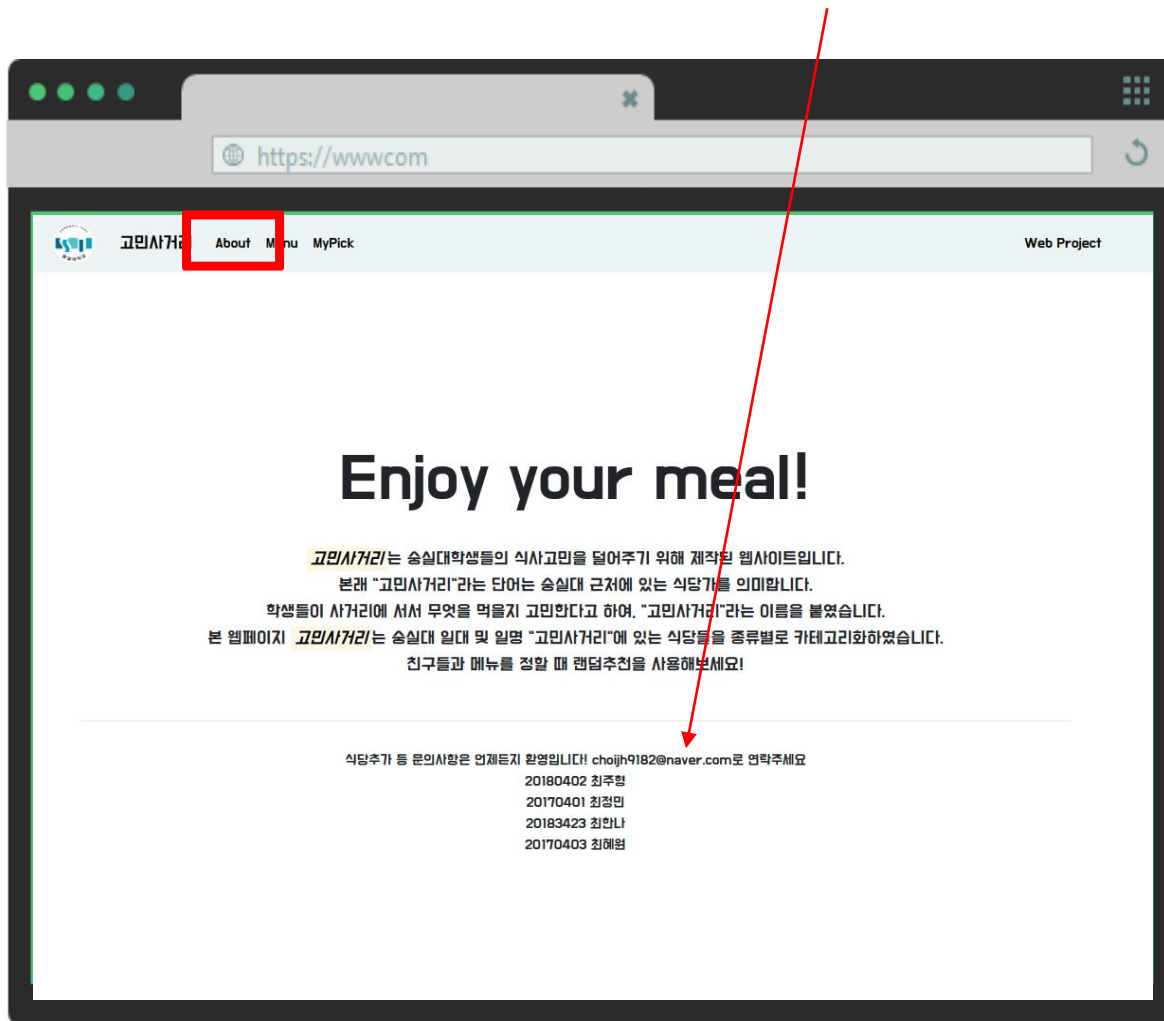 https://wwwcom
고민사거리 About Menu MyPick Web Project
Enjoy your meal!
고민사거리는 숭실대학생들의 식사고민을 덜어주기 위해 제작된 웹사이트입니다.
본래 "고민사거리"라는 단어는 숭실대 근처에 있는 식당가를 의미합니다.
학생들이 사거리에 서서 무엇을 먹을지 고민한다고 하여, "고민사거리"라는 이름을 붙였습니다.
본 웹페이지 고민사거리는 숭실대 일대 및 일명 "고민사거리"에 있는 식당들을 종류별로 카테고리화하였습니다.
친구들과 메뉴를 정할 때 랜덤추천을 사용해보세요!
식당추가 등 문의사항은 언제든지 환영입니다! choijh9182@naver.com로 연락주세요
20180402 최주형
20170401 최정민
20183423 최한나
20170403 최혜원